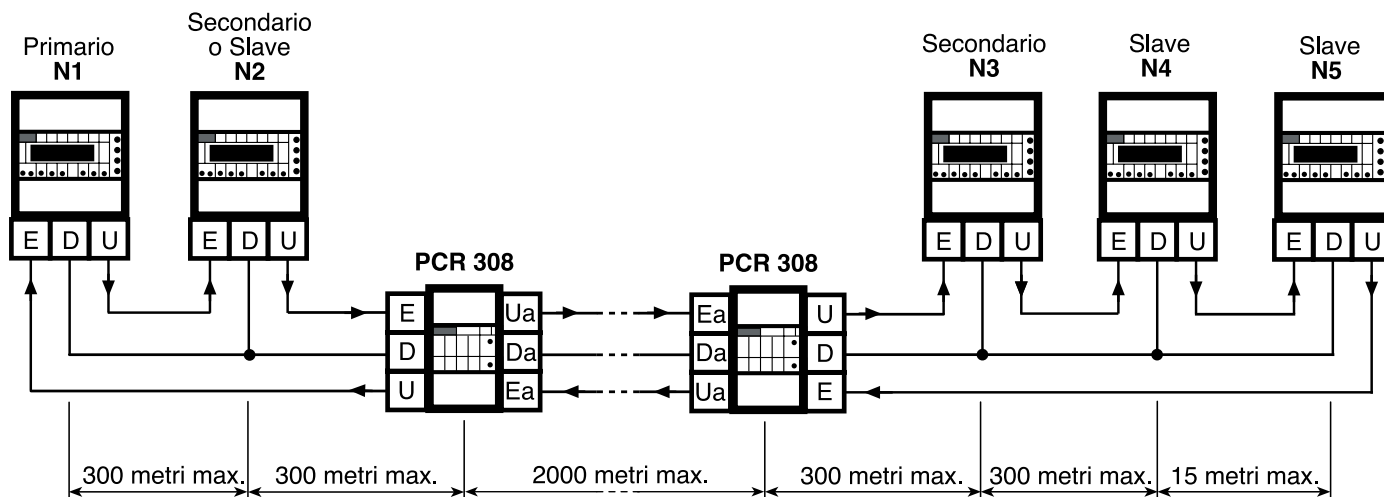 Primario
N1
Secondario
o Slave
N2
Secondario
N3
Slave
N4
Slave
N5
E D U
E D U
E D U
E D U
E D U
PCR 308
PCR 308
E Ua
D Da
U Ea
Ea U
Da D
Ua E
300 metri max.
300 metri max.
2000 metri max.
300 metri max.
300 metri max.
15 metri max.